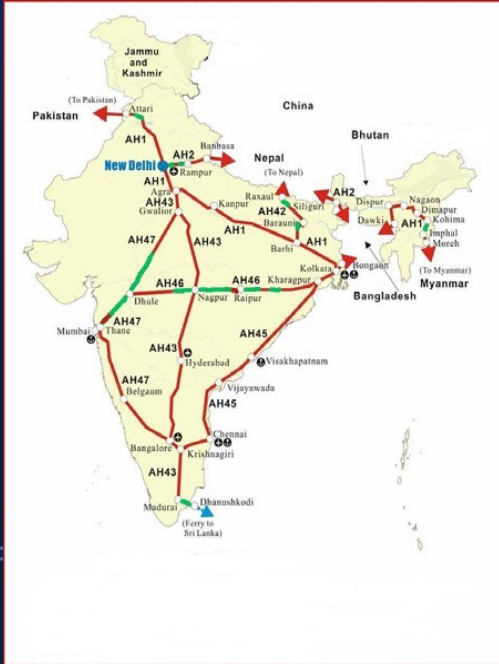 Jammu
and
Kashmir
(To Pakistan)
Attari
Pakistan
China
AH1
Bhutan
New Delhi
AH2
Banbasa
Rampur
Nepal
(To Nepal)
AH1
Agra
AH43
Gwalior
Kanpur
Raxaul
AH42
Siliguri
AH2
Dispur
Nagaon
Dimapur
Kohima
Dawki
AH1
Imphal
Morch
Barauni
AH47
AH43
AH1
Barhi
AH1
(To Myanmar)
Myanmar
Kolkata
Bongaon
Bangladesh
AH46
AH46
Kharagpur
Dhule
Nagpur
Raipur
AH47
Mumbai
Thane
AH45
AH43
Hyderabad
Visakhapatnam
AH47
Belgaum
Vijayawada
AH45
Chennai
Bangalore
Krishnagiri
AH43
Madurai
Dhanushkodi
(Ferry to
Sri Lanka)